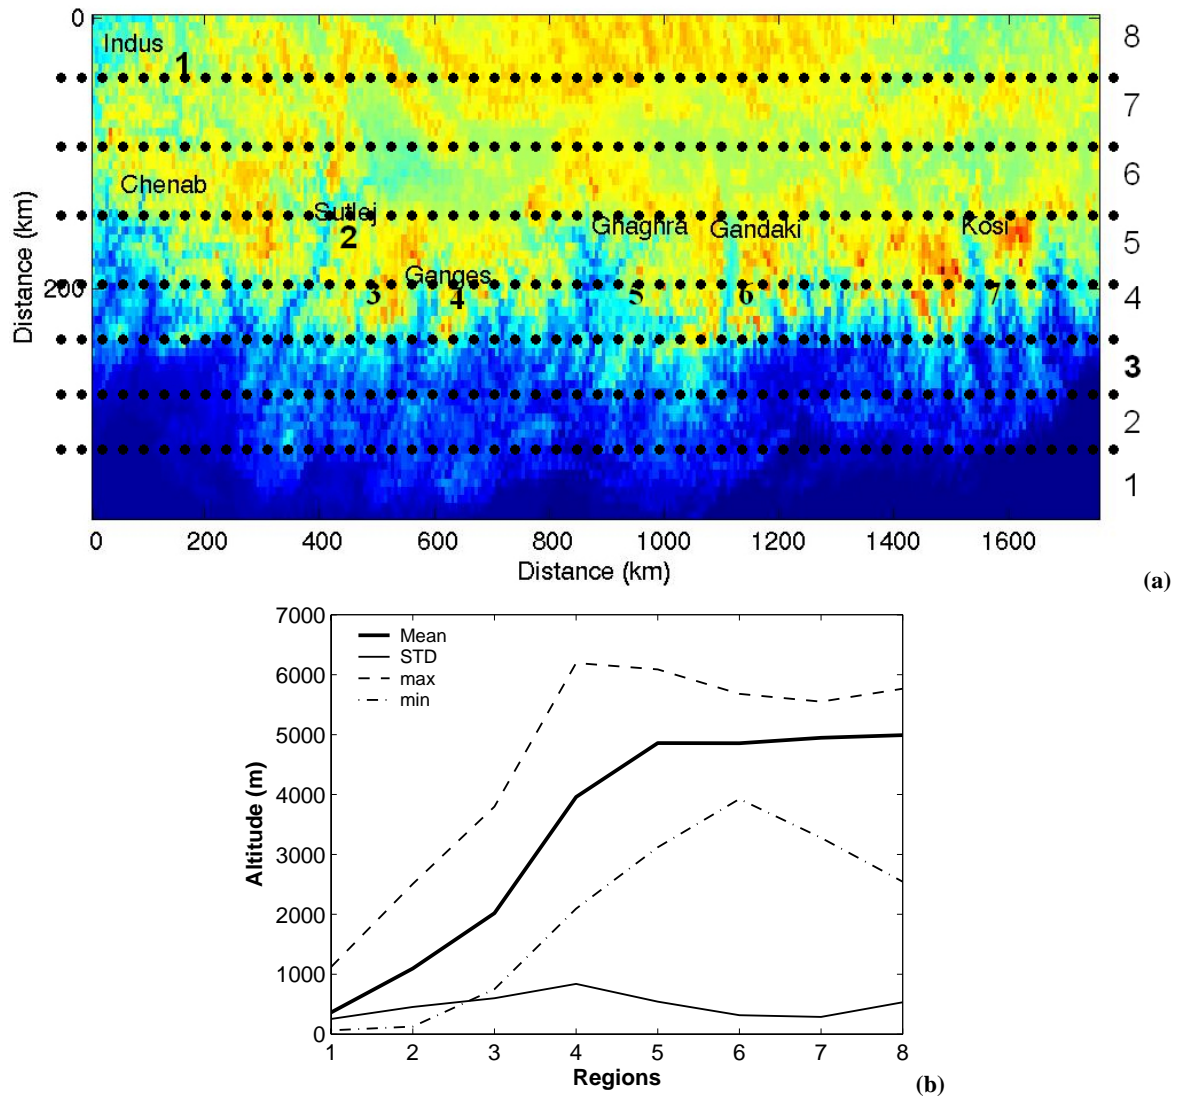 0
8
Indus
1
7
Chenab
6
Sutlej
2
Ghaghra
Gandaki
Kosi
5
Ganges
200
3
4
5
6
7
4
3
2
1
Distance (km)
0 200 400 600 800 1000 1200 1400 1600
Distance (km)
(a)
7000
6000
5000
4000
3000
2000
1000
0
Altitude (m)
Mean
STD
max
min
1 2 3 4 5 6 7 8
Regions
(b)